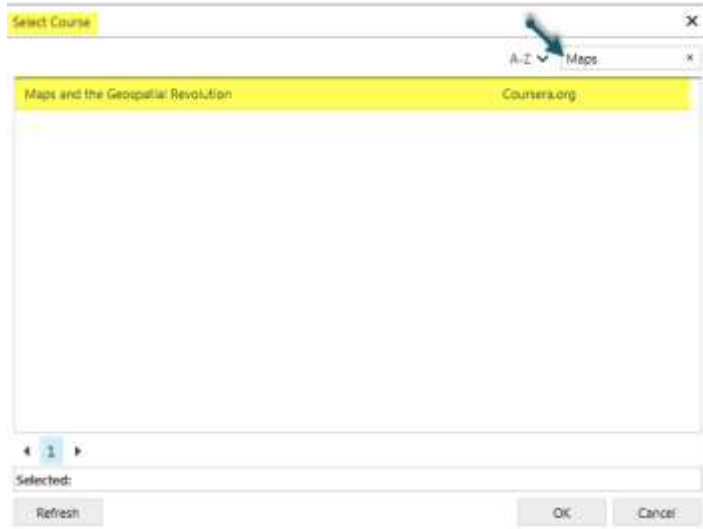 Select Course ×
A-Z Maps ×
Maps and the Geospatial Revolution Coursera.org
1
Selected:
Refresh OK Cancel